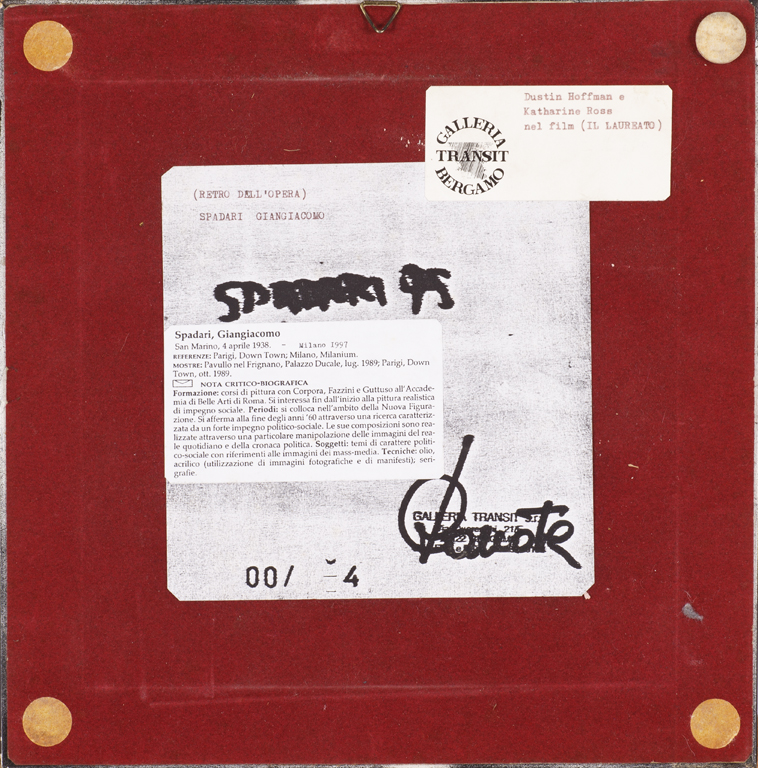 Dustin Hoffman e
Katharine Ross
nel film (IL LAUREATO)
GALLERIA
TRANSIT
BERGAMO
(RETRO DELL'OPERA)
SPADARI GIANGIACOMO
SPADARI 95
Spadari, Giangiacomo
San Marino, 4 aprile 1938. - Milano 1997
REFERENZE: Parigi, Down Town; Milano, Milanium.
MOSTRE: Pavullo nel Frignano, Palazzo Ducale, lug. 1989; Parigi, Down
Town, ott. 1989.
NOTA CRITICO-BIOGRAFICA
Formazione: corsi di pittura con Corpora, Fazzini e Guttuso all'Accade-
mia di Belle Arti di Roma. Si interessa fin dall'inizio alla pittura realistica
di impegno sociale. Periodi: si colloca nell'ambito della Nuova Figura-
zione. Si afferma alla fine degli anni '60 attraverso una ricerca caratteriz-
zata da un forte impegno politico-sociale. Le sue composizioni sono rea-
lizzate attraverso una particolare manipolazione delle immagini del rea-
le quotidiano e della cronaca politica. Soggetti: temi di carattere politi-
co-sociale con riferimenti alle immagini dei mass-media. Tecniche: olio,
acrilico (utilizzazione di immagini fotografiche e di manifesti); seri-
grafie.
GALLERIA TRANSIT s.r.
00/ -4